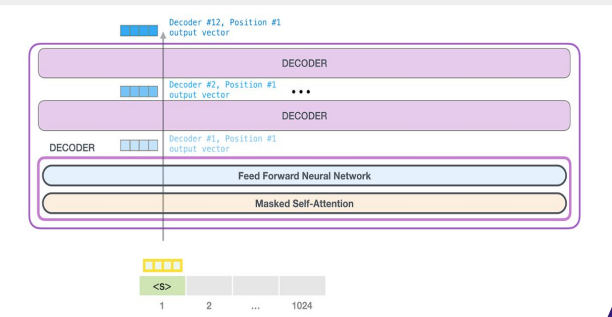 Decoder #12, Position #1
output vector
DECODER
Decoder #2, Position #1
output vector
...
DECODER
Decoder #1, Position #1
output vector
DECODER
Feed Forward Neural Network
Masked Self-Attention
<s>
1 2 ... 1024